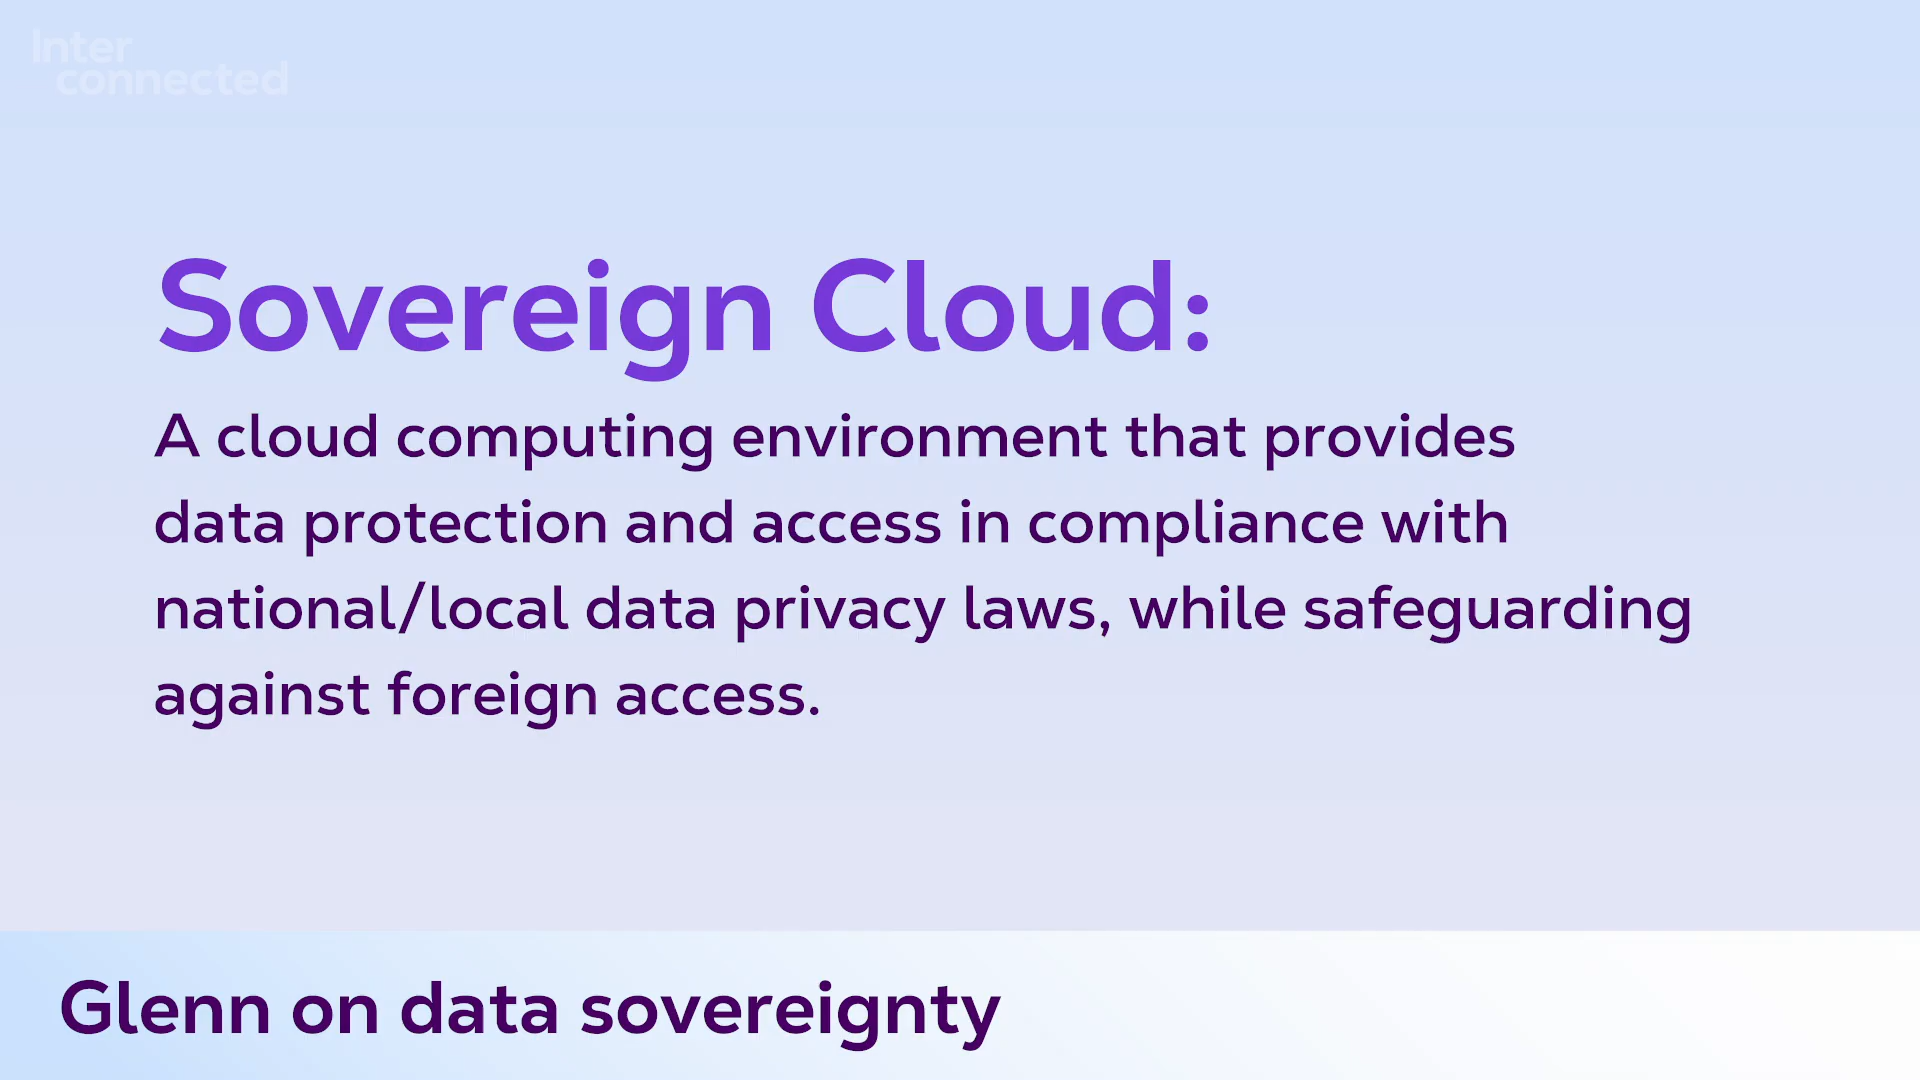 Inter
connected
Sovereign Cloud:
A cloud computing environment that provides
data protection and access in compliance with
national/local data privacy laws, while safeguarding
against foreign access.
Glenn on data sovereignty